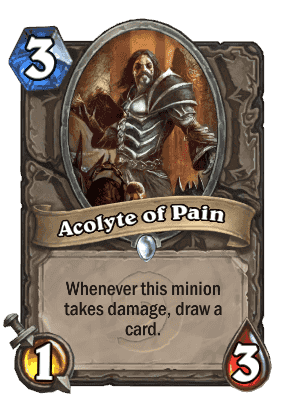 3
Acolyte of Pain
Whenever this minion
takes damage, draw a
card.
1
3